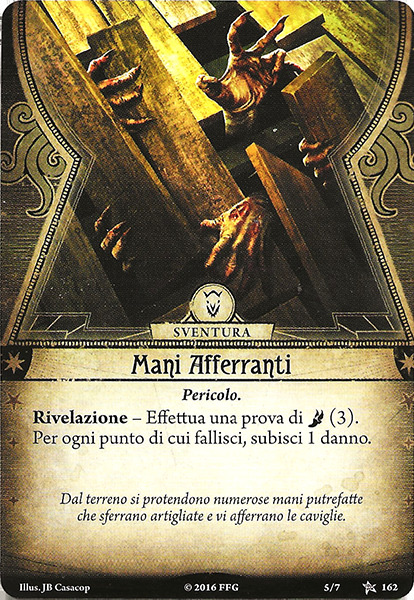 SVENTURA
Mani Afferranti
Pericolo.
Rivelazione – Effettua una prova di (3).
Per ogni punto di cui fallisci, subisci 1 danno.
Dal terreno si protendono numerose mani putrefatte
che sferrano artigliate e vi afferrano le caviglie.
Illus. JB Casacop © 2016 FFG 5/7 162